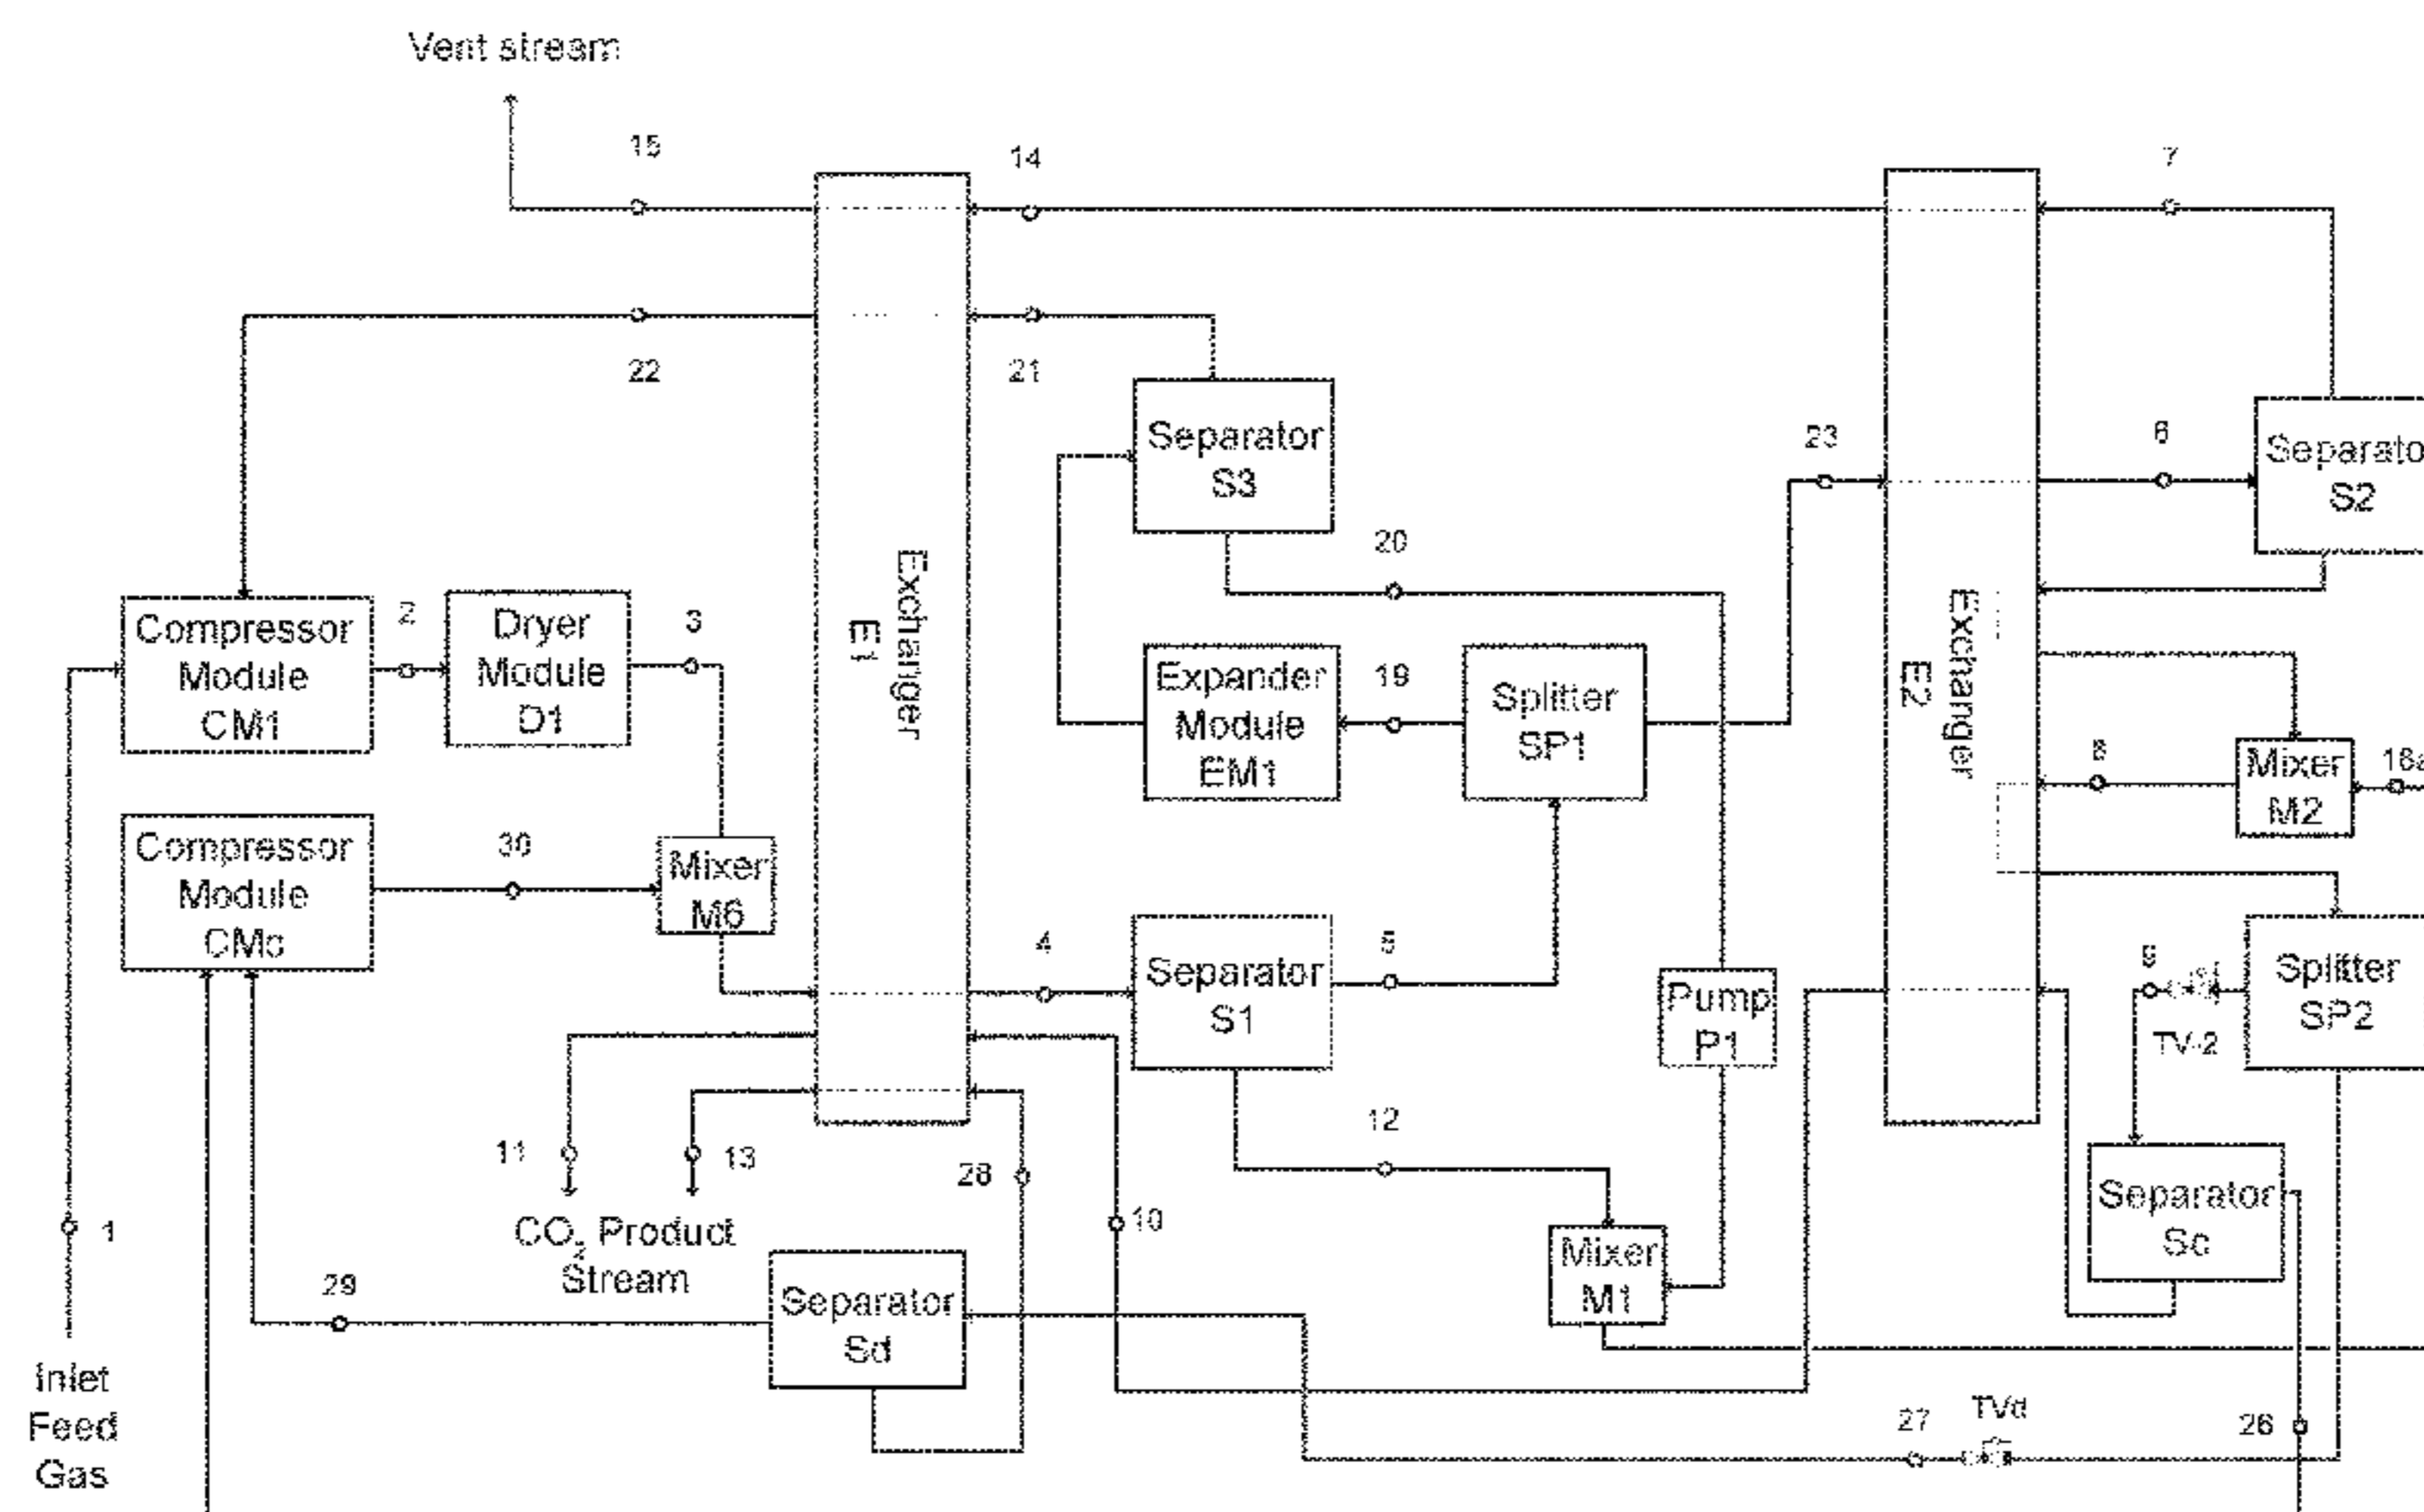 Vent stream
15
14
7
22
21
Separator
S3
23
6
Separato
S2
20
Compressor
Module
CM1
2
Dryer
Module
D1
3
Exchanger
E1
Expander
Module
EM1
19
Splitter
SP1
Exchanger
E2
8
Mixer
M2
16a
Compressor
Module
CMc
30
Mixer
M6
4
Separator
S1
5
Pump
P1
9
TV-2
Splitter
SP2
11
13
28
12
10
CO₂ Product
Stream
1
29
Separator
Sd
Mixer
M1
Separator
Sc
Inlet
Feed
Gas
27
TVd
26